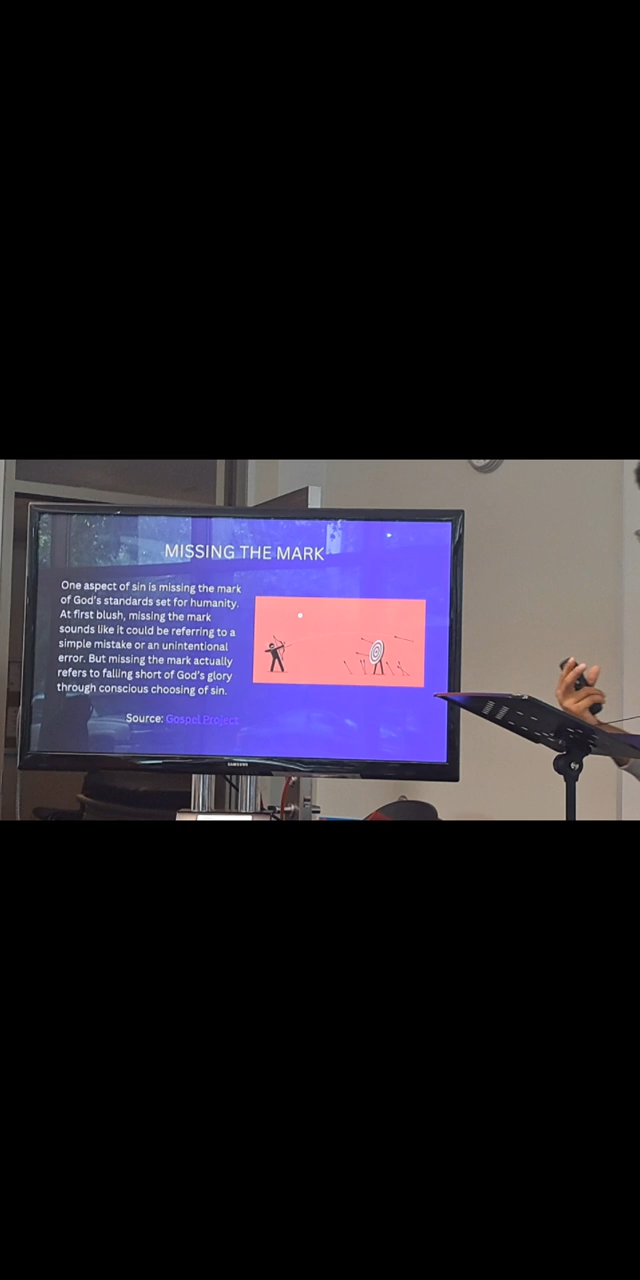 MISSING THE MARK
One aspect of sin is missing the mark
of God's standards set for humanity.
At first blush, missing the mark
sounds like it could be referring to a
simple mistake or an unintentional
error. But missing the mark actually
refers to falling short of God's glory
through conscious choosing of sin.
Source: Gospel Project
SAMSUNG